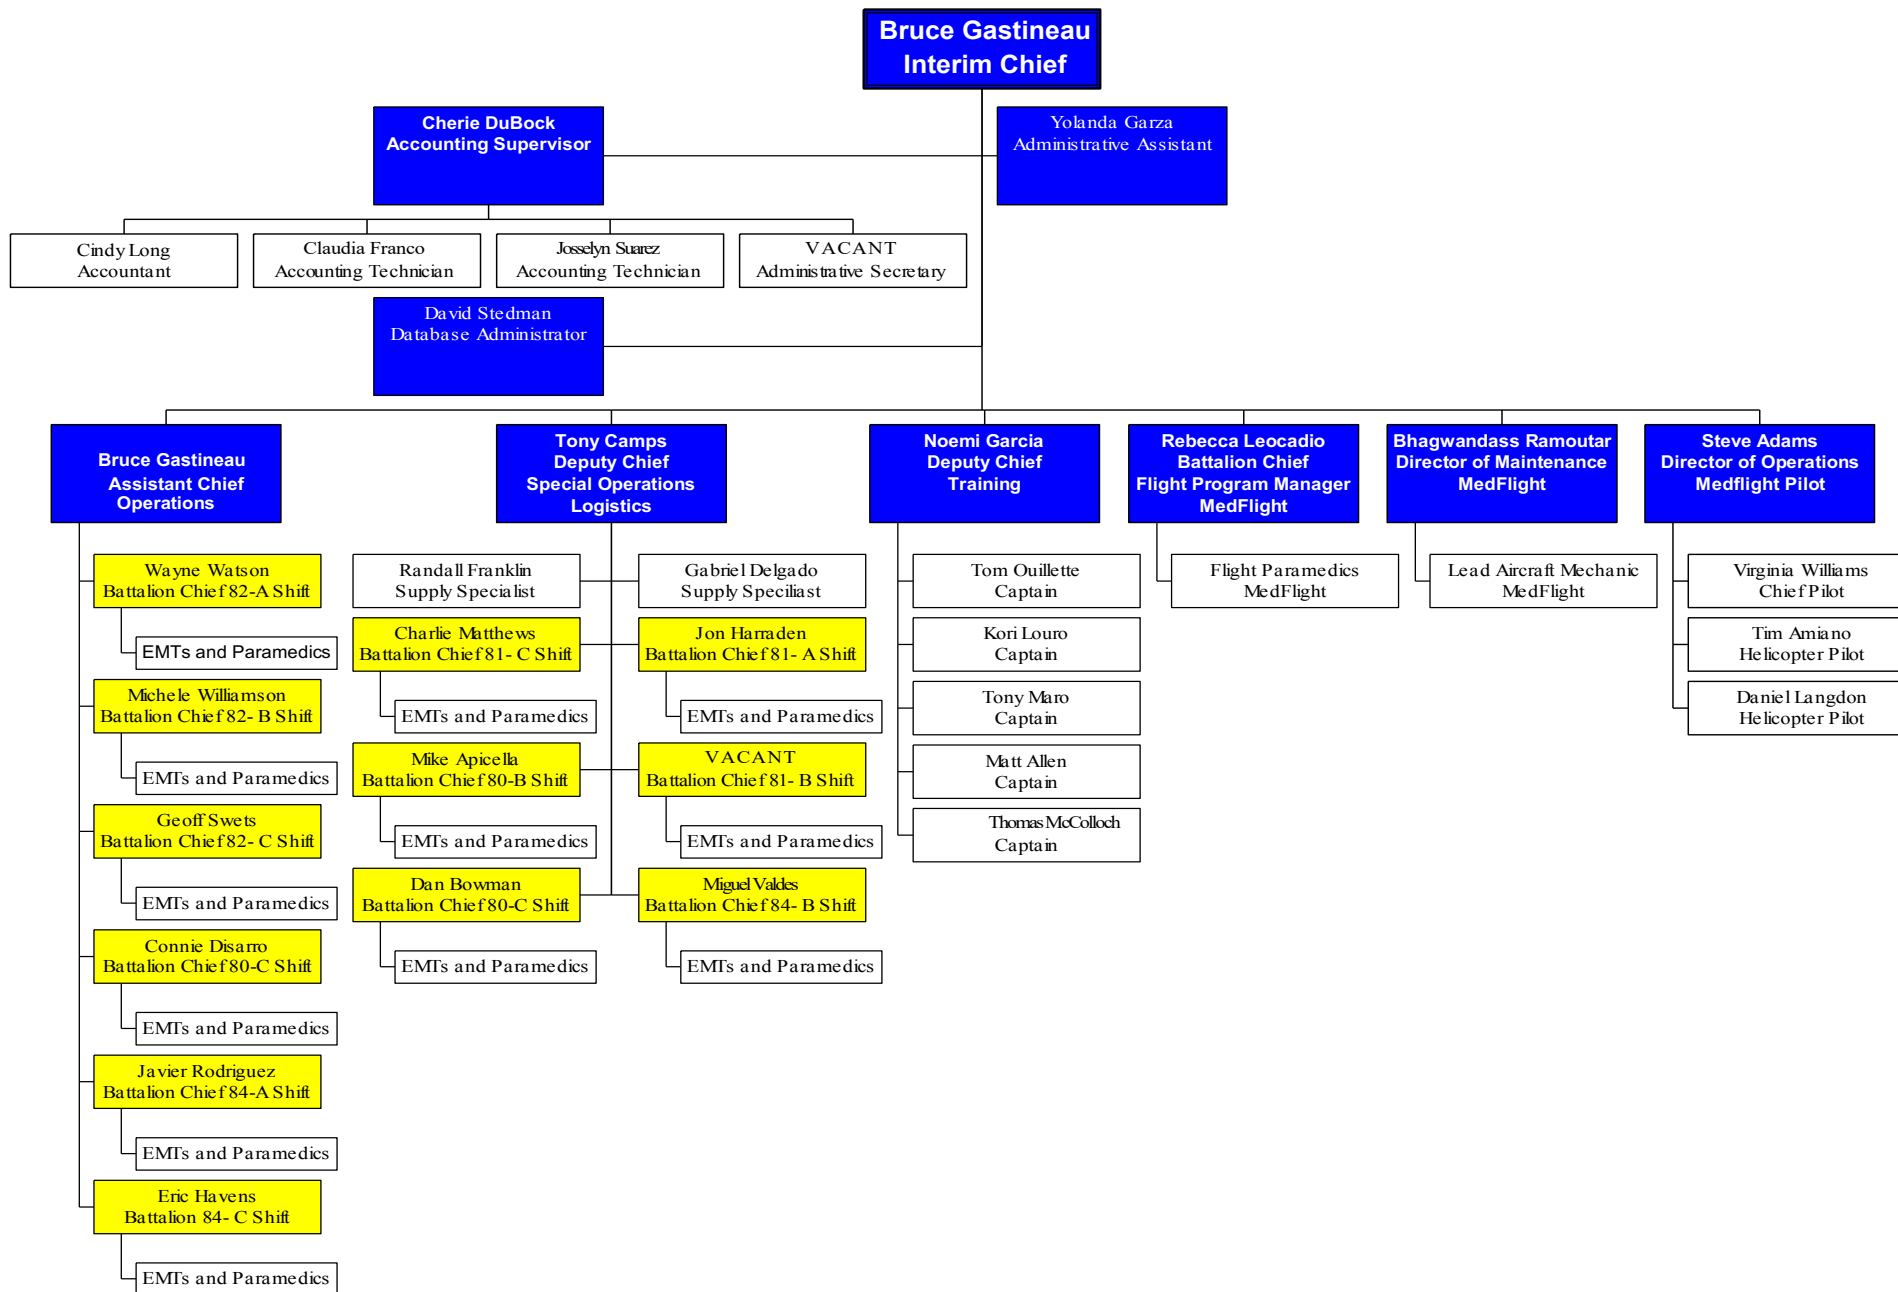 Bruce Gastineau
Interim Chief
Cherie DuBock
Accounting Supervisor
Yolanda Garza
Administrative Assistant
Cindy Long
Accountant
Claudia Franco
Accounting Technician
Josselyn Suarez
Accounting Technician
VACANT
Administrative Secretary
David Stedman
Database Administrator
Bruce Gastineau
Assistant Chief
Operations
Tony Camps
Deputy Chief
Special Operations
Logistics
Noemi Garcia
Deputy Chief
Training
Rebecca Leocadio
Battalion Chief
Flight Program Manager
MedFlight
Bhagwandass Ramoutar
Director of Maintenance
MedFlight
Steve Adams
Director of Operations
Medflight Pilot
Wayne Watson
Battalion Chief 82-A Shift
EMTs and Paramedics
Michele Williamson
Battalion Chief 82- B Shift
EMTs and Paramedics
Geoff Swets
Battalion Chief 82- C Shift
EMTs and Paramedics
Connie Disarro
Battalion Chief 80-C Shift
EMTs and Paramedics
Javier Rodriguez
Battalion Chief 84-A Shift
EMTs and Paramedics
Eric Havens
Battalion 84- C Shift
EMTs and Paramedics
Randall Franklin
Supply Specialist
Gabriel Delgado
Supply Speciliast
Charlie Matthews
Battalion Chief 81- C Shift
EMTs and Paramedics
Jon Harraden
Battalion Chief 81- A Shift
EMTs and Paramedics
Mike Apicella
Battalion Chief 80-B Shift
EMTs and Paramedics
VACANT
Battalion Chief 81- B Shift
EMTs and Paramedics
Dan Bowman
Battalion Chief 80-C Shift
EMTs and Paramedics
Miguel Valdes
Battalion Chief 84- B Shift
EMTs and Paramedics
Tom Ouillette
Captain
Kori Louro
Captain
Tony Maro
Captain
Matt Allen
Captain
Thomas McColloch
Captain
Flight Paramedics
MedFlight
Lead Aircraft Mechanic
MedFlight
Virginia Williams
Chief Pilot
Tim Amiano
Helicopter Pilot
Daniel Langdon
Helicopter Pilot